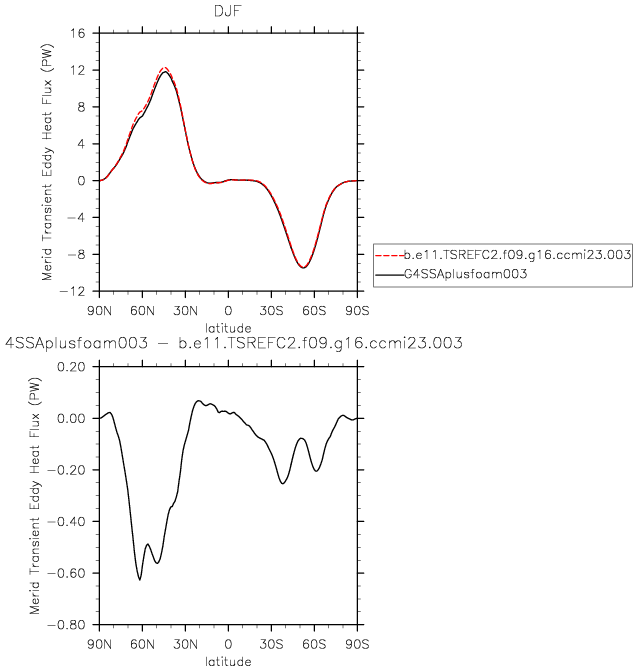 DJF
Merid Transient Eddy Heat Flux (PW)
16
12
8
4
0
-4
-8
-12
90N 60N 30N 0 30S 60S 90S
latitude
b.e11.TSREFC2.f09.g16.ccmi23.003
G4SSAplusfoam003
4SSAplusfoam003 - b.e11.TSREFC2.f09.g16.ccmi23.003
Merid Transient Eddy Heat Flux (PW)
0.20
0.00
-0.20
-0.40
-0.60
-0.80
90N 60N 30N 0 30S 60S 90S
latitude